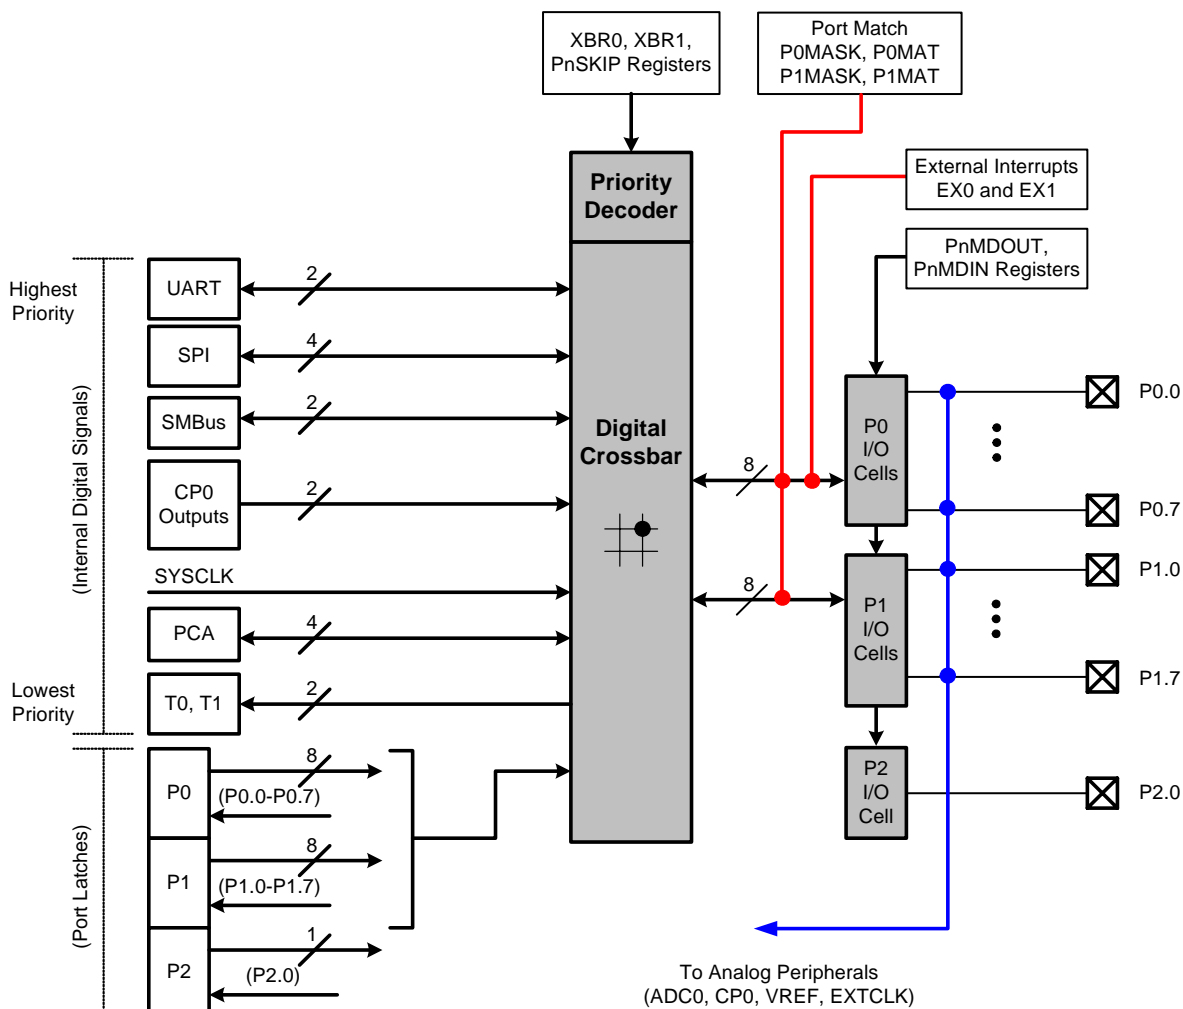 XBR0, XBR1,
PnSKIP Registers
Port Match
P0MASK, P0MAT
P1MASK, P1MAT
External Interrupts
EX0 and EX1
PnMDOUT,
PnMDIN Registers
Priority
Decoder
Digital
Crossbar
Highest
Priority
(Internal Digital Signals)
Lowest
Priority
(Port Latches)
UART
2
SPI
4
SMBus
2
CP0
Outputs
2
SYSCLK
PCA
4
T0, T1
2
P0
8
(P0.0-P0.7)
P1
8
(P1.0-P1.7)
P2
1
(P2.0)
8
8
P0
I/O
Cells
P1
I/O
Cells
P2
I/O
Cell
P0.0
P0.7
P1.0
P1.7
P2.0
To Analog Peripherals
(ADC0, CP0, VREF, EXTCLK)